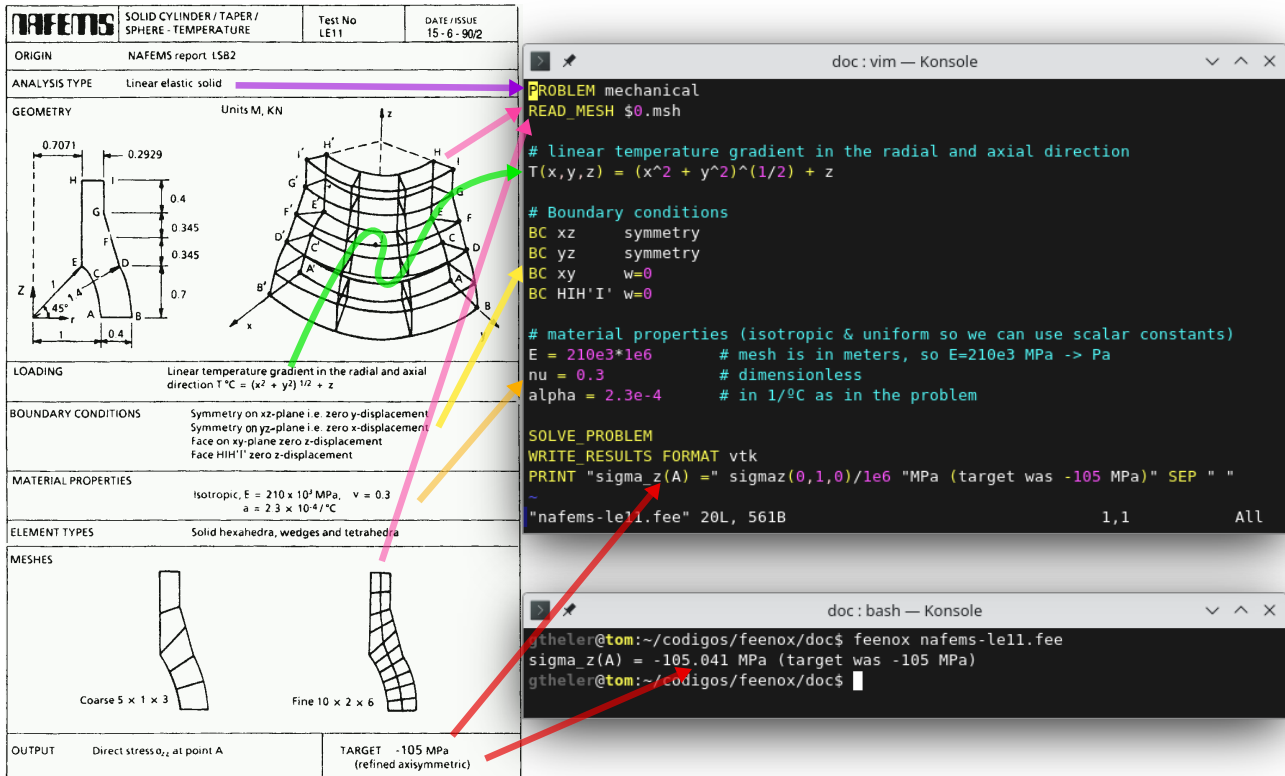 NAFEMS
SOLID CYLINDER / TAPER /
SPHERE - TEMPERATURE
Test No
LE11
DATE / ISSUE
15 - 6 - 90/2
ORIGIN NAFEMS report LSB2
ANALYSIS TYPE Linear elastic solid
GEOMETRY
Units M, KN
0.7071
0.2929
H I
0.4
G
0.345
F
0.345
E C D
1 1.4
0.7
Z
45°
r
A B
1 0.4
z
I' H' H I
G' G
F' E' E F
D' C' C D
A' A
B' B
x
y
LOADING Linear temperature gradient in the radial and axial
direction T °C = (x² + y²) 1/2 + z
BOUNDARY CONDITIONS Symmetry on xz-plane i.e. zero y-displacement
Symmetry on yz-plane i.e. zero x-displacement
Face on xy-plane zero z-displacement
Face HIH'I' zero z-displacement
MATERIAL PROPERTIES
Isotropic, E = 210 x 10³ MPa, ν = 0.3
a = 2 3 x 10⁻⁴/°C
ELEMENT TYPES Solid hexahedra, wedges and tetrahedra
MESHES
Coarse 5 x 1 x 3
Fine 10 x 2 x 6
OUTPUT Direct stress σzz at point A
TARGET -105 MPa
(refined axisymmetric)
doc : vim — Konsole
PROBLEM mechanical
READ_MESH $0.msh
# linear temperature gradient in the radial and axial direction
T(x,y,z) = (x^2 + y^2)^(1/2) + z
# Boundary conditions
BC xz symmetry
BC yz symmetry
BC xy w=0
BC HIH'I' w=0
# material properties (isotropic & uniform so we can use scalar constants)
E = 210e3*1e6 # mesh is in meters, so E=210e3 MPa -> Pa
nu = 0.3 # dimensionless
alpha = 2.3e-4 # in 1/ºC as in the problem
SOLVE_PROBLEM
WRITE_RESULTS FORMAT vtk
PRINT "sigma_z(A) =" sigmaz(0,1,0)/1e6 "MPa (target was -105 MPa)" SEP " "
~
"nafems-le11.fee" 20L, 561B 1,1 All
doc : bash — Konsole
gtheler@tom:~/codigos/feenox/doc$ feenox nafems-le11.fee
sigma_z(A) = -105.041 MPa (target was -105 MPa)
gtheler@tom:~/codigos/feenox/doc$